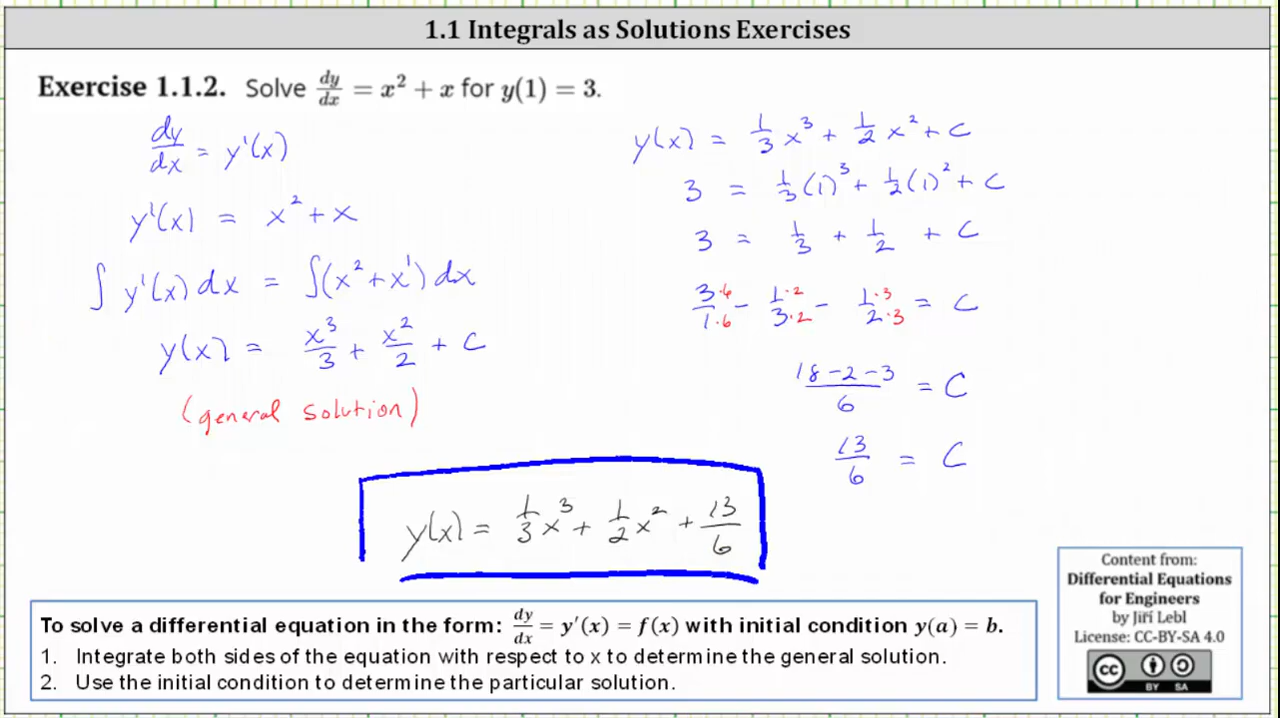 1.1 Integrals as Solutions Exercises
Exercise 1.1.2. Solve dy/dx = x² + x for y(1) = 3.
dy/dx = y'(x)
y'(x) = x² + x
∫ y'(x) dx = ∫(x² + x¹) dx
y(x) = x³/3 + x²/2 + C
(general solution)
y(x) = 1/3 x³ + 1/2 x² + C
3 = 1/3 (1)³ + 1/2 (1)² + C
3 = 1/3 + 1/2 + C
3·6/1·6 − 1·2/3·2 − 1·3/2·3 = C
18−2−3/6 = C
13/6 = C
y(x) = 1/3 x³ + 1/2 x² + 13/6
To solve a differential equation in the form: dy/dx = y′(x) = f(x) with initial condition y(a) = b.
1. Integrate both sides of the equation with respect to x to determine the general solution.
2. Use the initial condition to determine the particular solution.
Content from:
Differential Equations
for Engineers
by Jiří Lebl
License: CC-BY-SA 4.0
cc
BY SA